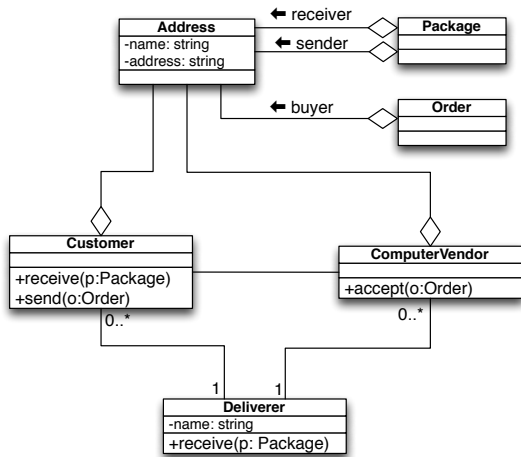 Address
-name: string
-address: string
receiver
sender
Package
buyer
Order
Customer
+receive(p:Package)
+send(o:Order)
ComputerVendor
+accept(o:Order)
0..*
0..*
1
1
Deliverer
-name: string
+receive(p: Package)